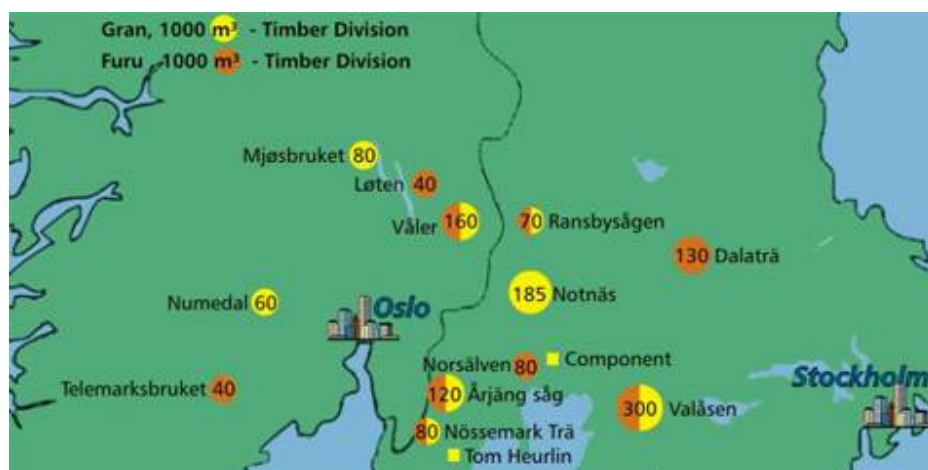 Gran, 1000 m³ - Timber Division
Furu 1000 m³ - Timber Division
Mjøsbruket 80
Løten 40
Våler 160
70 Ransbysågen
130 Dalaträ
185 Notnäs
Numedal 60
Oslo
Norsälven 80
Component
Telemarksbruket 40
120 Årjäng såg
Stockholm
300 Valåsen
80 Nössemark Trä
Tom Heurlin